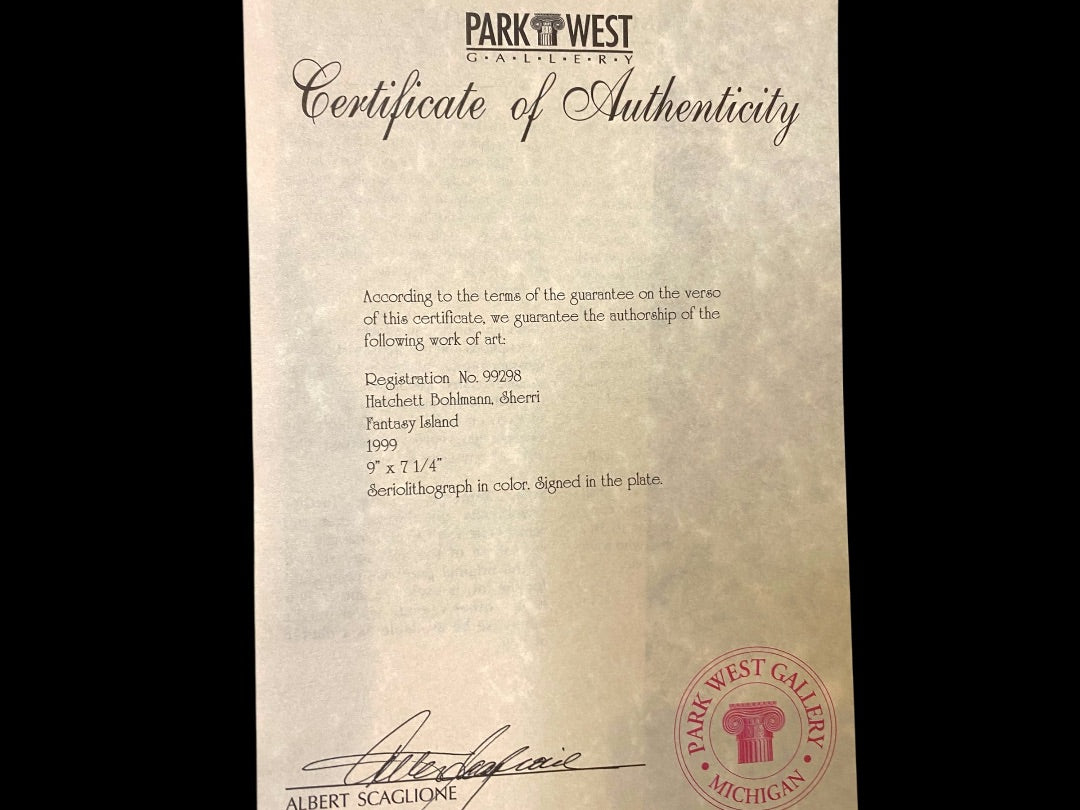 PARK WEST
G·A·L·L·E·R·Y
Certificate of Authenticity
According to the terms of the guarantee on the verso
of this certificate, we guarantee the authorship of the
following work of art:
Registration No. 99298
Hatchett Bohlmann, Sherri
Fantasy Island
1999
9" x 7 1/4"
Seriolithograph in color. Signed in the plate.
ALBERT SCAGLIONE
PARK WEST GALLERY
• MICHIGAN •